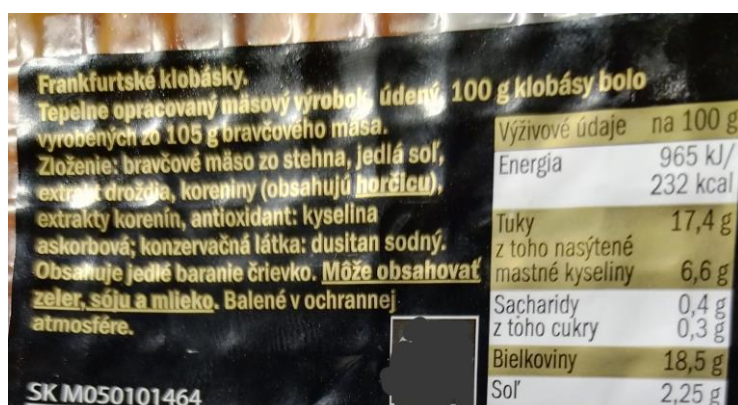 Frankfurtské klobásky.
Tepelne opracovaný mäsový výrobok, údený, 100 g klobásy bolo
vyrobených zo 105 g bravčového mäsa.
Zloženie: bravčové mäso zo stehna, jedlá soľ,
extrakt droždia, koreniny (obsahujú horčicu),
extrakty korenín, antioxidant: kyselina
askorbová; konzervačná látka: dusitan sodný.
Obsahuje jedlé baranie črievko. Môže obsahovať
zeler, sóju a mlieko. Balené v ochrannej
atmosfére.
SK M050101464
Výživové údaje na 100 g
Energia 965 kJ/
232 kcal
Tuky 17,4 g
z toho nasýtené
mastné kyseliny 6,6 g
Sacharidy 0,4 g
z toho cukry 0,3 g
Bielkoviny 18,5 g
Soľ 2,25 g